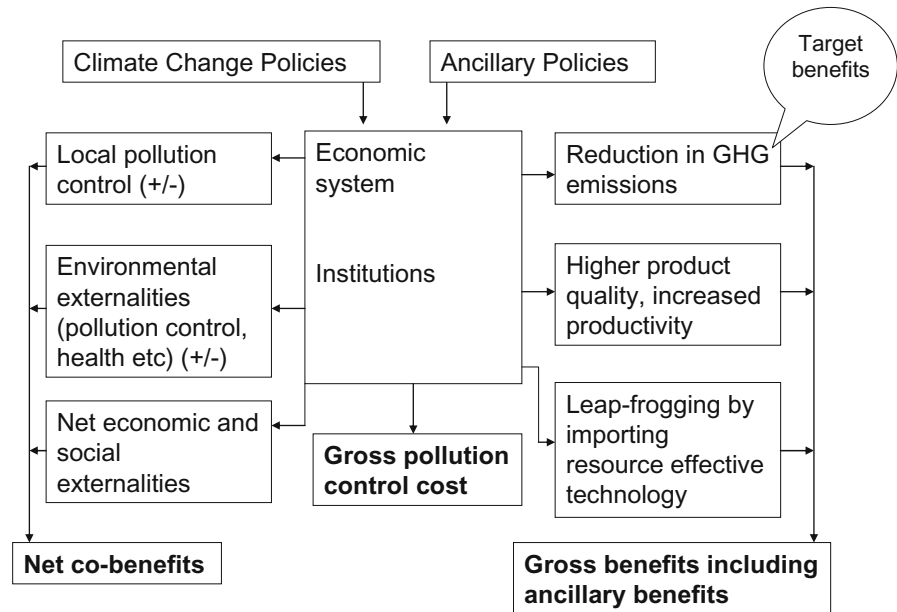 Climate Change Policies
Ancillary Policies
Target
benefits
Local pollution
control (+/-)
Environmental
externalities
(pollution control,
health etc) (+/-)
Net economic and
social
externalities
Net co-benefits
Economic
system
Institutions
Gross pollution
control cost
Reduction in GHG
emissions
Higher product
quality, increased
productivity
Leap-frogging by
importing
resource effective
technology
Gross benefits including
ancillary benefits